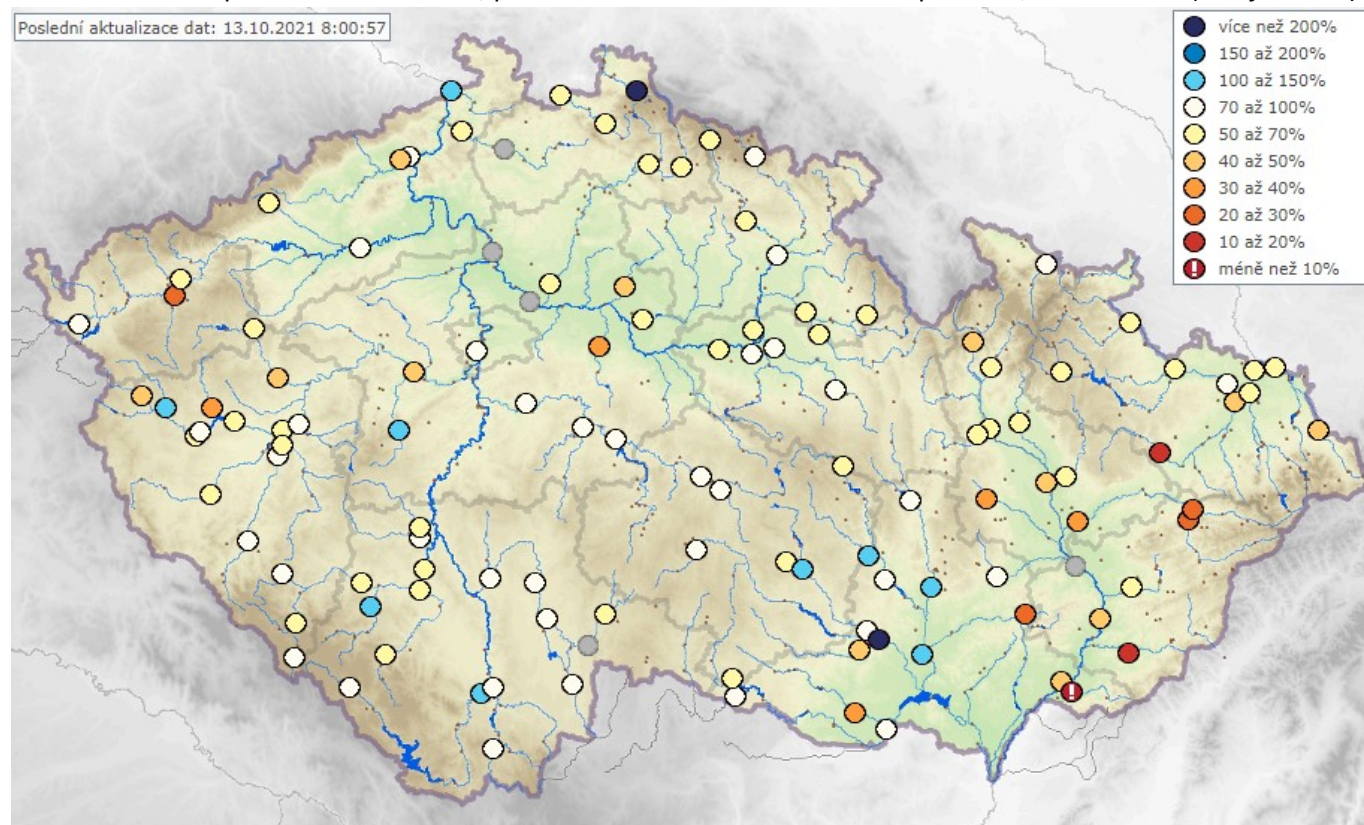 Poslední aktualizace dat: 13.10.2021 8:00:57
více než 200%
150 až 200%
100 až 150%
70 až 100%
50 až 70%
40 až 50%
30 až 40%
20 až 30%
10 až 20%
méně než 10%